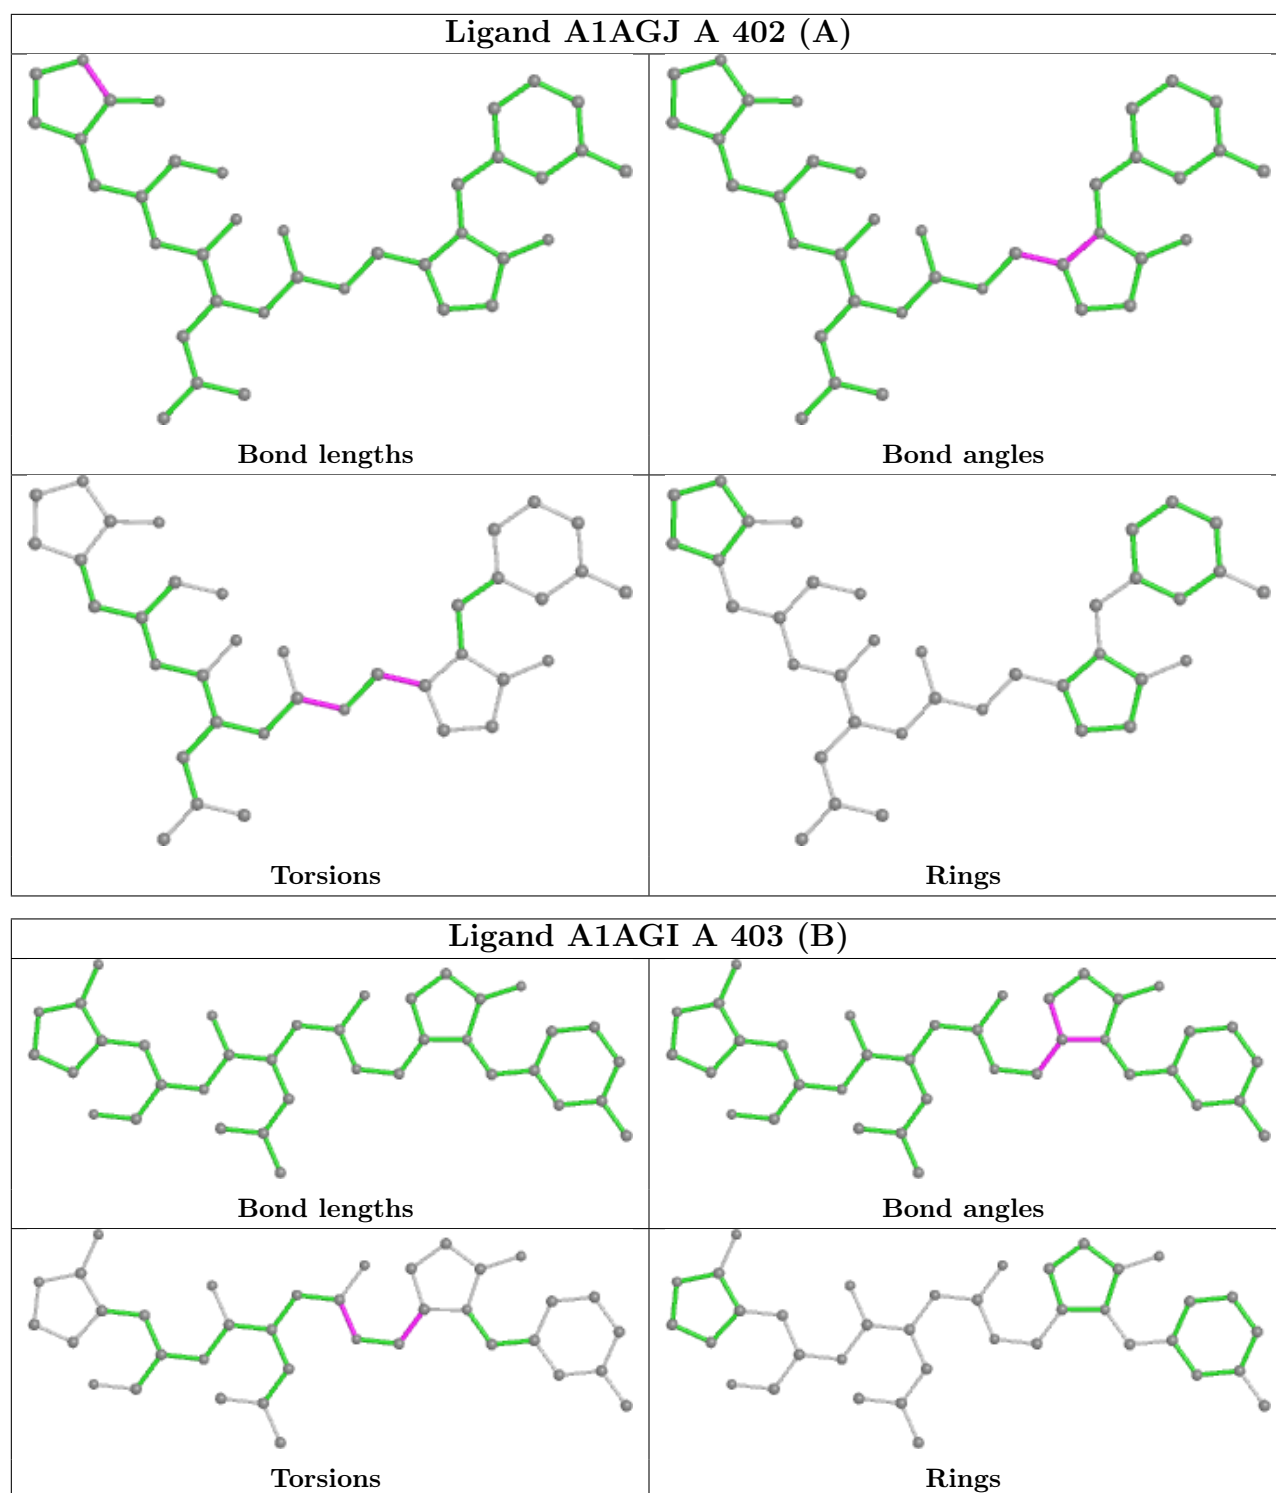 Ligand A1AGJ A 402 (A)
Bond lengths
Bond angles
Torsions
Rings
Ligand A1AGI A 403 (B)
Bond lengths
Bond angles
Torsions
Rings